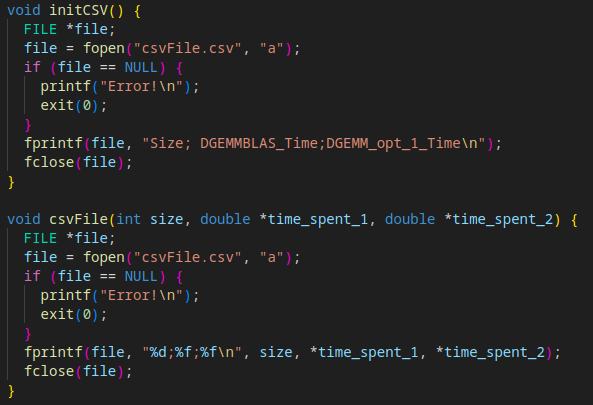 void initCSV() {
  FILE *file;
  file = fopen("csvFile.csv", "a");
  if (file == NULL) {
    printf("Error!\n");
    exit(0);
  }
  fprintf(file, "Size; DGEMMBLAS_Time;DGEMM_opt_1_Time\n");
  fclose(file);
}

void csvFile(int size, double *time_spent_1, double *time_spent_2) {
  FILE *file;
  file = fopen("csvFile.csv", "a");
  if (file == NULL) {
    printf("Error!\n");
    exit(0);
  }
  fprintf(file, "%d;%f;%f\n", size, *time_spent_1, *time_spent_2);
  fclose(file);
}